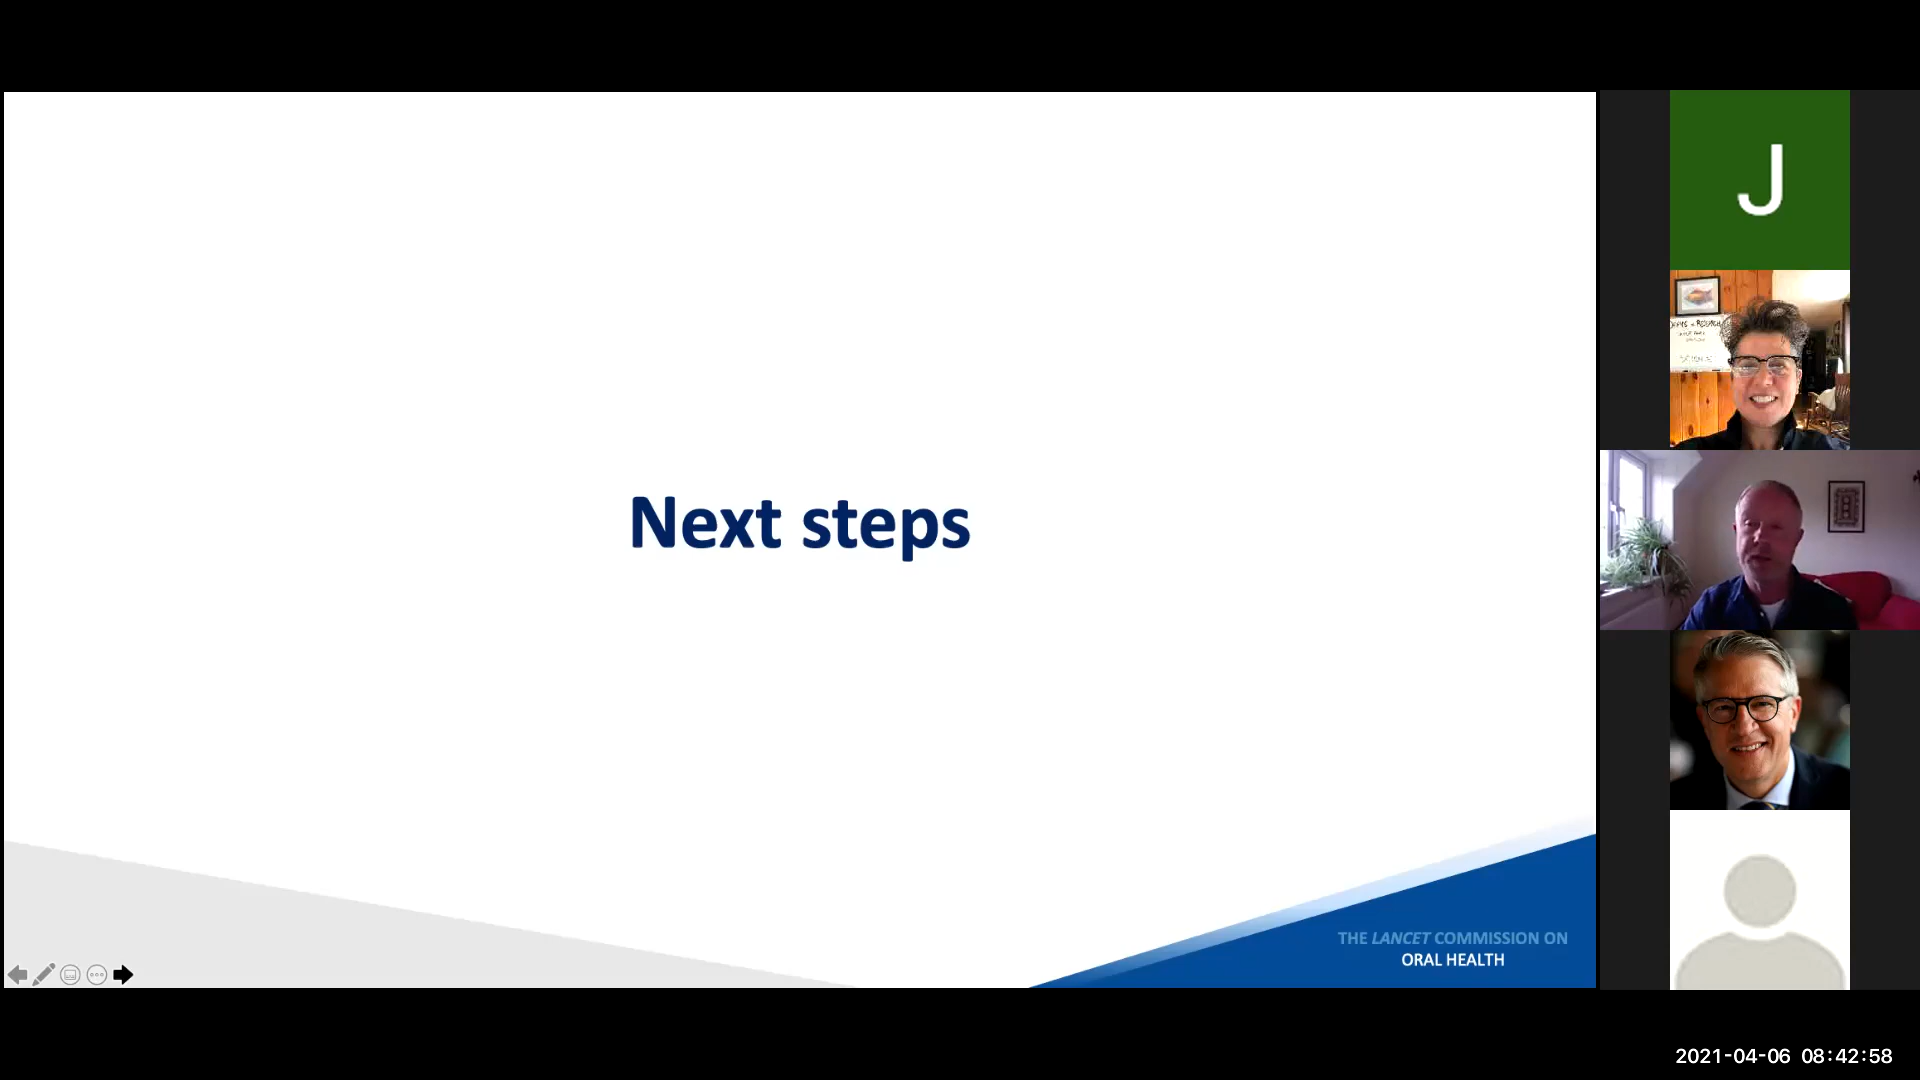 Next steps
THE LANCET COMMISSION ON
ORAL HEALTH
J
2021-04-06 08:42:58